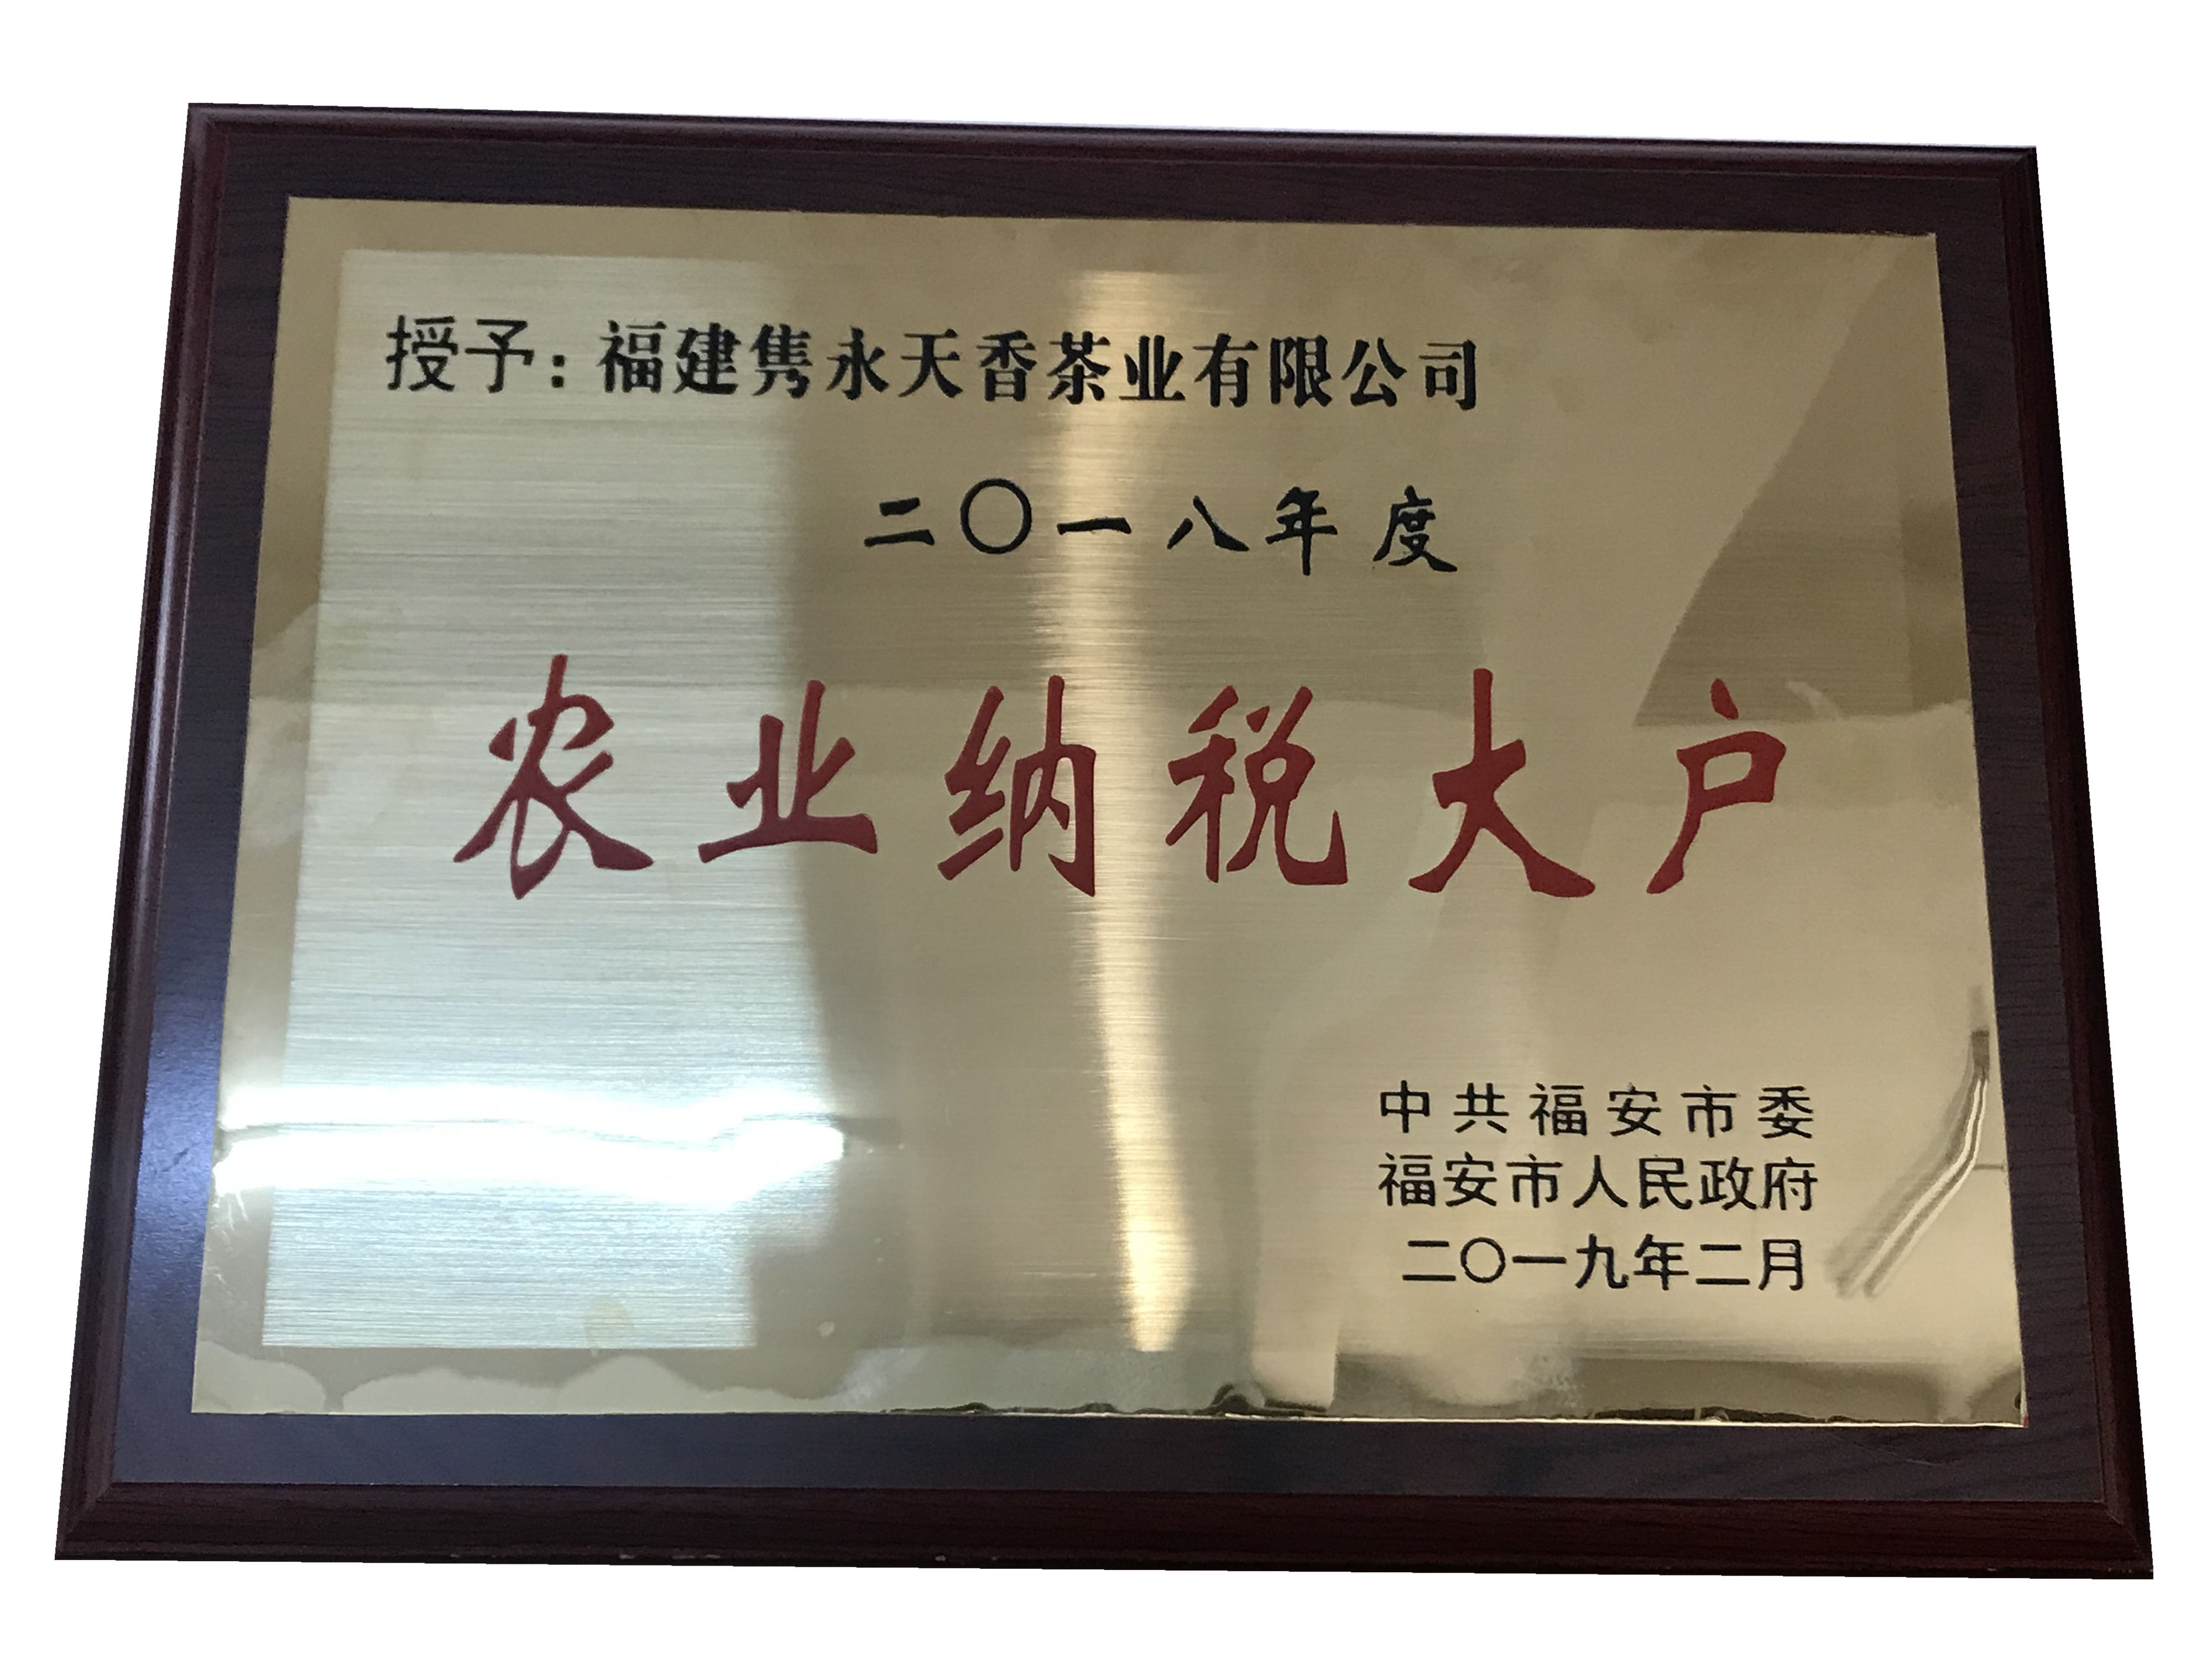 授予：福建隽永天香茶业有限公司
二〇一八年度
农业纳税大户
中共福安市委
福安市人民政府
二〇一九年二月